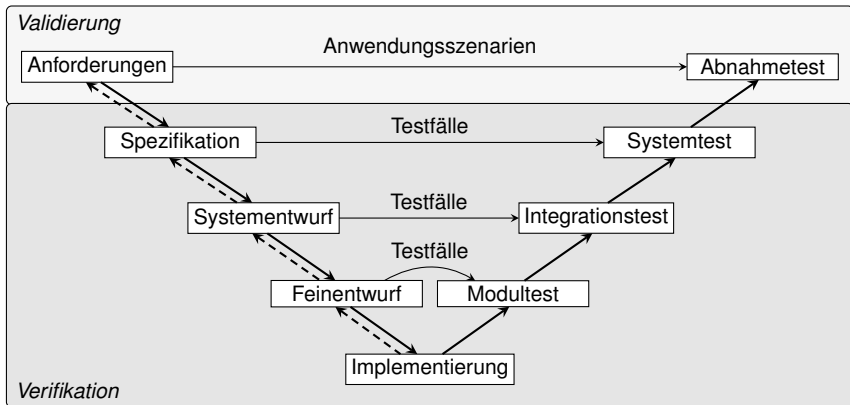 Validierung
Anwendungsszenarien
Anforderungen
Abnahmetest
Testfälle
Spezifikation
Systemtest
Testfälle
Systementwurf
Integrationstest
Testfälle
Feinentwurf
Modultest
Implementierung
Verifikation